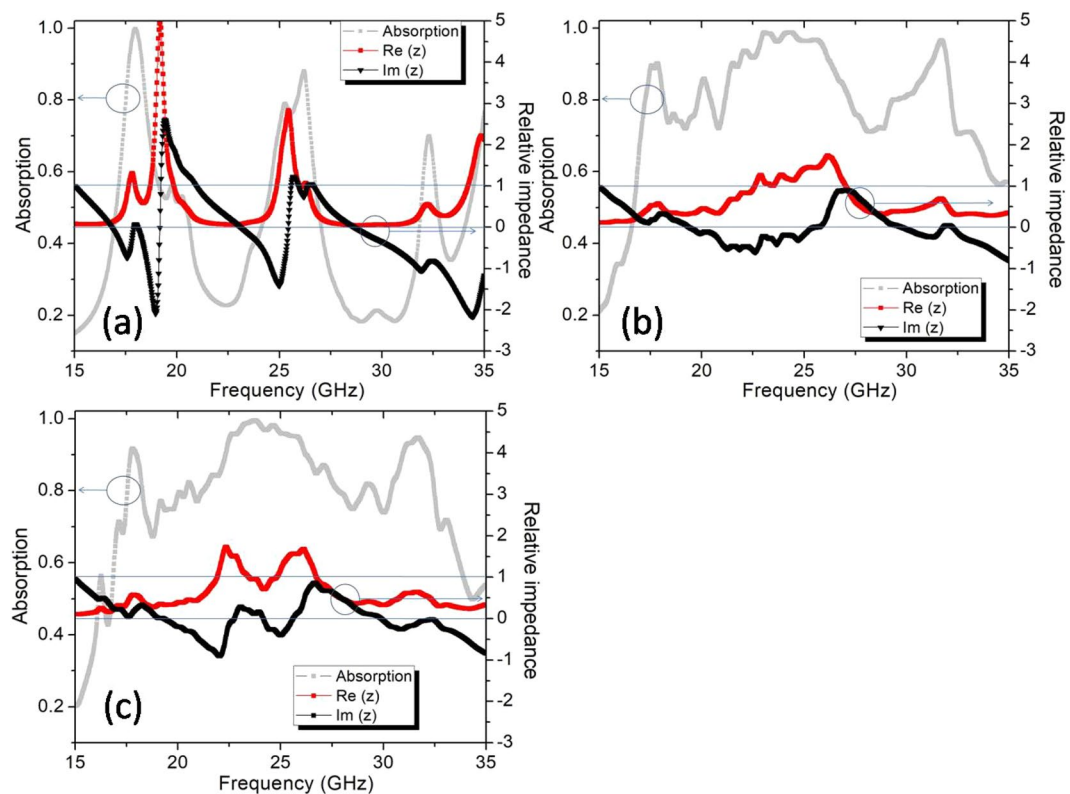 Absorption
Re (z)
Im (z)
1.0
0.8
0.6
0.4
0.2
Absorption
5
4
3
2
1
0
-1
-2
-3
Relative impedance
(a)
15
20
25
30
35
Frequency (GHz)
1.0
0.8
0.6
0.4
0.2
Absorption
5
4
3
2
1
0
-1
-2
-3
Relative impedance
Absorption
Re (z)
Im (z)
(b)
15
20
25
30
35
Frequency (GHz)
1.0
0.8
0.6
0.4
0.2
Absorption
5
4
3
2
1
0
-1
-2
-3
Relative impedance
Absorption
Re (z)
Im (z)
(c)
15
20
25
30
35
Frequency (GHz)